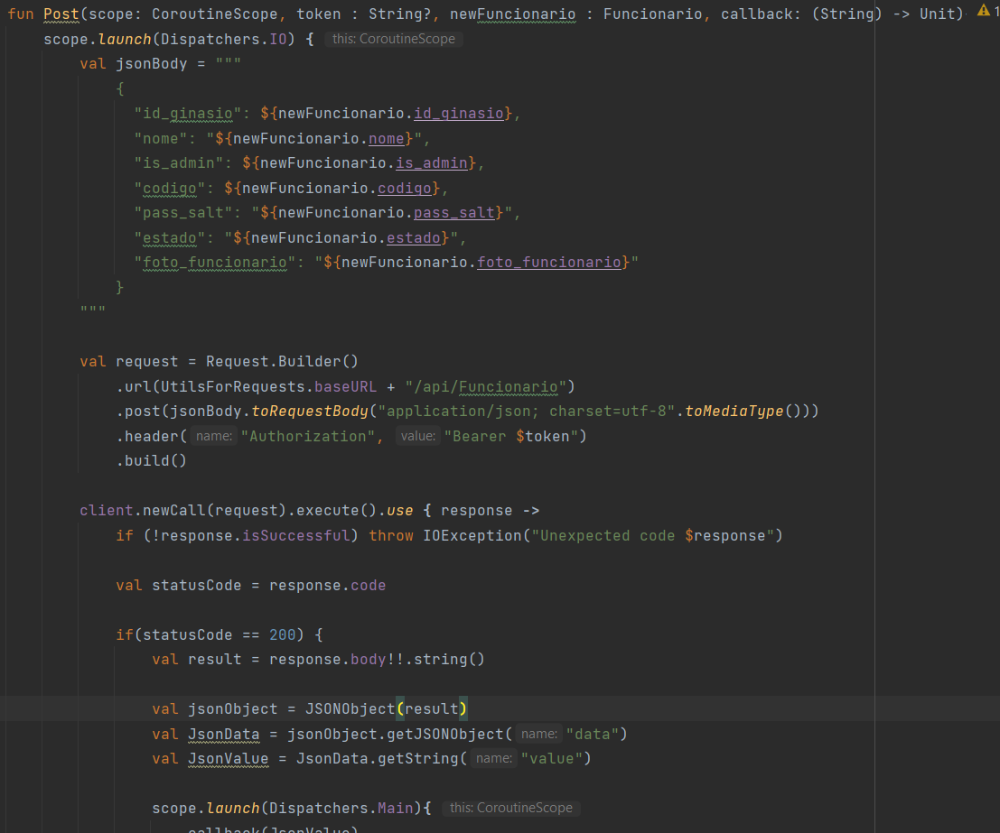 fun Post(scope: CoroutineScope, token : String?, newFuncionario : Funcionario, callback: (String) -> Unit) 1
scope.launch(Dispatchers.IO) { this: CoroutineScope
val jsonBody = """
{
"id_ginasio": ${newFuncionario.id_ginasio},
"nome": "${newFuncionario.nome}",
"is_admin": ${newFuncionario.is_admin},
"codigo": ${newFuncionario.codigo},
"pass_salt": "${newFuncionario.pass_salt}",
"estado": "${newFuncionario.estado}",
"foto_funcionario": "${newFuncionario.foto_funcionario}"
}
"""
val request = Request.Builder()
.url(UtilsForRequests.baseURL + "/api/Funcionario")
.post(jsonBody.toRequestBody("application/json; charset=utf-8".toMediaType()))
.header( name: "Authorization", value: "Bearer $token")
.build()
client.newCall(request).execute().use { response ->
if (!response.isSuccessful) throw IOException("Unexpected code $response")
val statusCode = response.code
if(statusCode == 200) {
val result = response.body!!.string()
val jsonObject = JSONObject(result)
val JsonData = jsonObject.getJSONObject( name: "data")
val JsonValue = JsonData.getString( name: "value")
scope.launch(Dispatchers.Main){ this: CoroutineScope
callback(JsonValue)